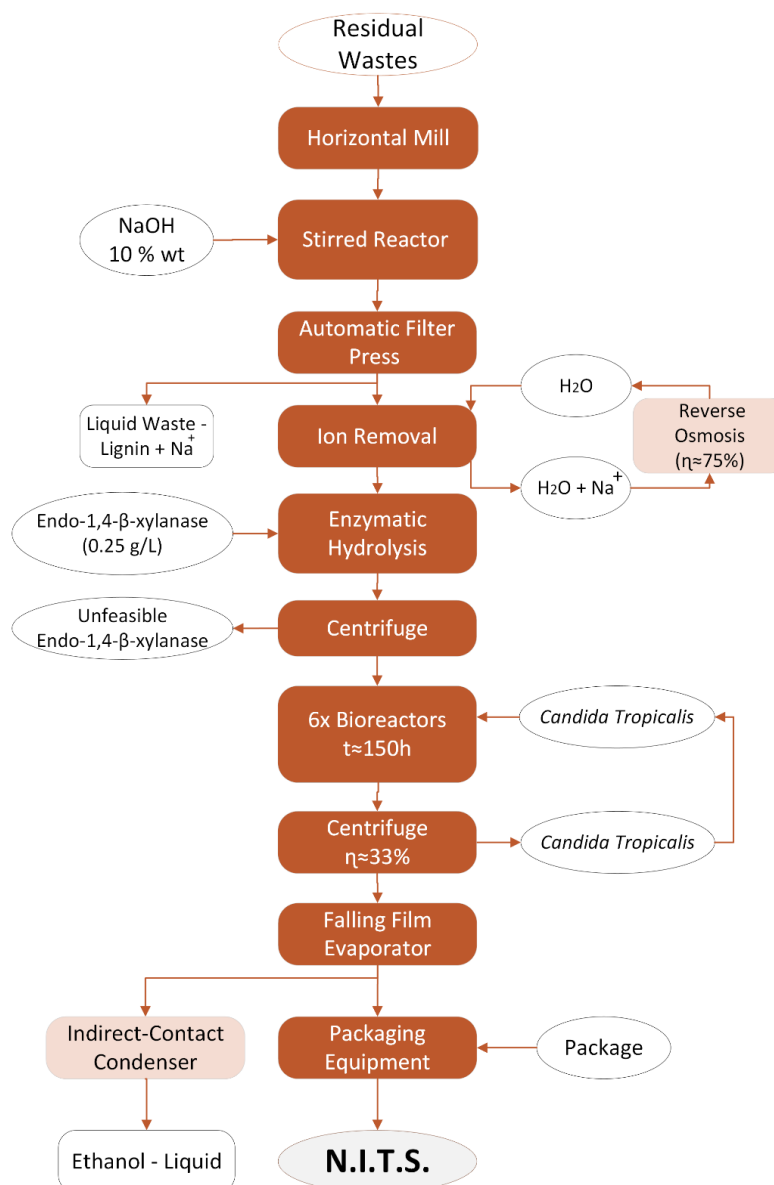 Residual
Wastes
Horizontal Mill
NaOH
10 % wt
Stirred Reactor
Automatic Filter
Press
Liquid Waste -
Lignin + Na⁺
Ion Removal
H₂O
Reverse
Osmosis
(η≈75%)
H₂O + Na⁺
Endo-1,4-β-xylanase
(0.25 g/L)
Enzymatic
Hydrolysis
Unfeasible
Endo-1,4-β-xylanase
Centrifuge
6x Bioreactors
t≈150h
Candida Tropicalis
Centrifuge
η≈33%
Candida Tropicalis
Falling Film
Evaporator
Indirect-Contact
Condenser
Packaging
Equipment
Package
Ethanol - Liquid
N.I.T.S.